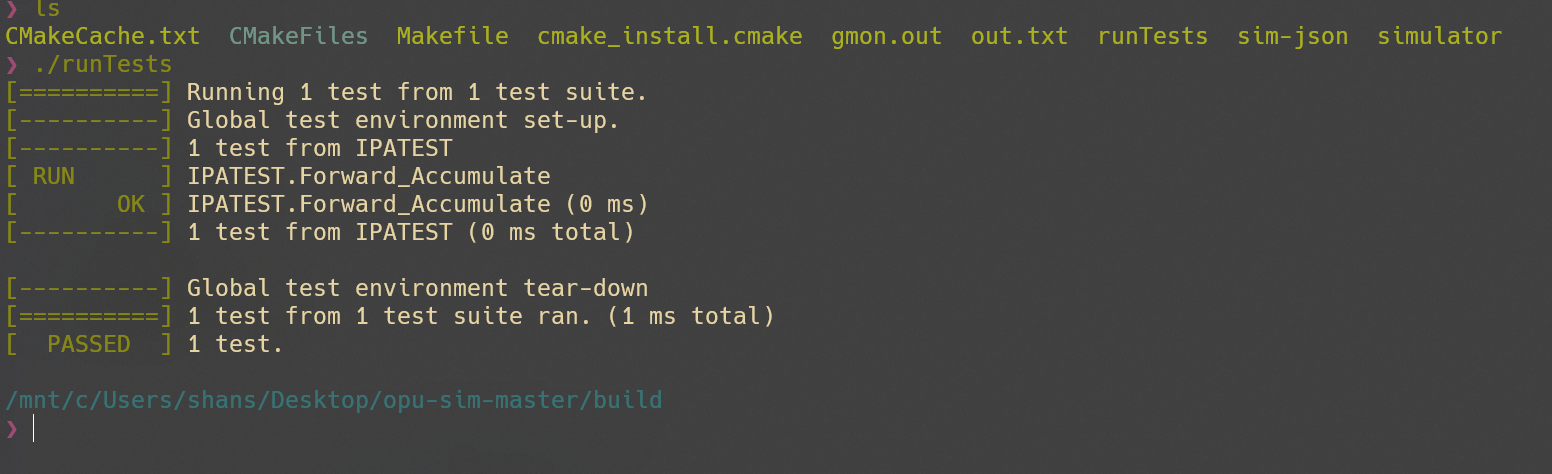 ❯ ls
CMakeCache.txt  CMakeFiles  Makefile  cmake_install.cmake  gmon.out  out.txt  runTests  sim-json  simulator
❯ ./runTests
[==========] Running 1 test from 1 test suite.
[----------] Global test environment set-up.
[----------] 1 test from IPATEST
[ RUN      ] IPATEST.Forward_Accumulate
[       OK ] IPATEST.Forward_Accumulate (0 ms)
[----------] 1 test from IPATEST (0 ms total)
[----------] Global test environment tear-down
[==========] 1 test from 1 test suite ran. (1 ms total)
[  PASSED  ] 1 test.
/mnt/c/Users/shans/Desktop/opu-sim-master/build
❯